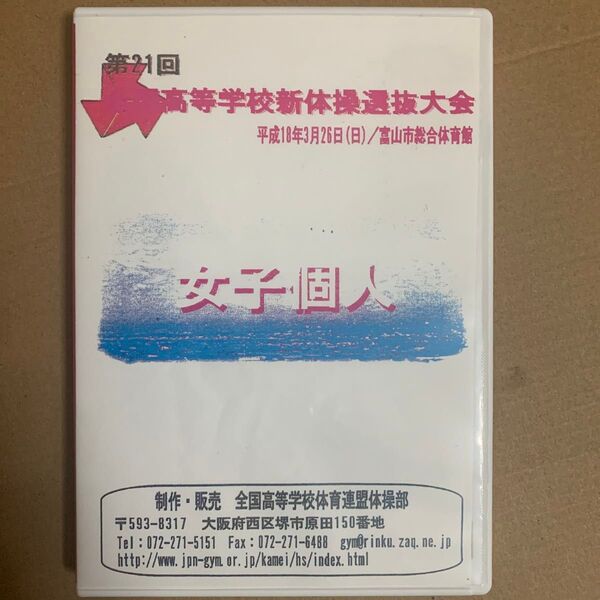 第21回
高等学校新体操選抜大会
平成18年3月26日(日)/富山市総合体育館
女子個人
制作・販売　全国高等学校体育連盟体操部
〒593-8317　大阪府西区堺市原田150番地
Tel:072-271-5151　Fax:072-271-6488　gym@rinku.zaq.ne.jp
http://www.jpn-gym.or.jp/kamei/hs/index.html